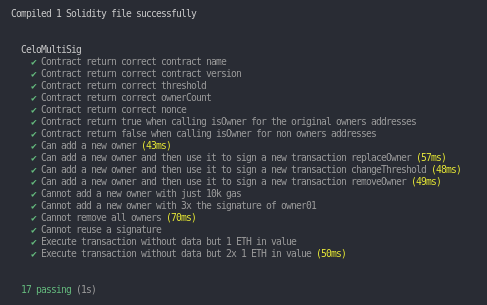 Compiled 1 Solidity file successfully
CeloMultiSig
✔ Contract return correct contract name
✔ Contract return correct contract version
✔ Contract return correct threshold
✔ Contract return correct ownerCount
✔ Contract return correct nonce
✔ Contract return true when calling isOwner for the original owners addresses
✔ Contract return false when calling isOwner for non owners addresses
✔ Can add a new owner (43ms)
✔ Can add a new owner and then use it to sign a new transaction replaceOwner (57ms)
✔ Can add a new owner and then use it to sign a new transaction changeThreshold (48ms)
✔ Can add a new owner and then use it to sign a new transaction removeOwner (49ms)
✔ Cannot add a new owner with just 10k gas
✔ Cannot add a new owner with 3x the signature of owner01
✔ Cannot remove all owners (70ms)
✔ Cannot reuse a signature
✔ Execute transaction without data but 1 ETH in value
✔ Execute transaction without data but 2x 1 ETH in value (50ms)
17 passing (1s)